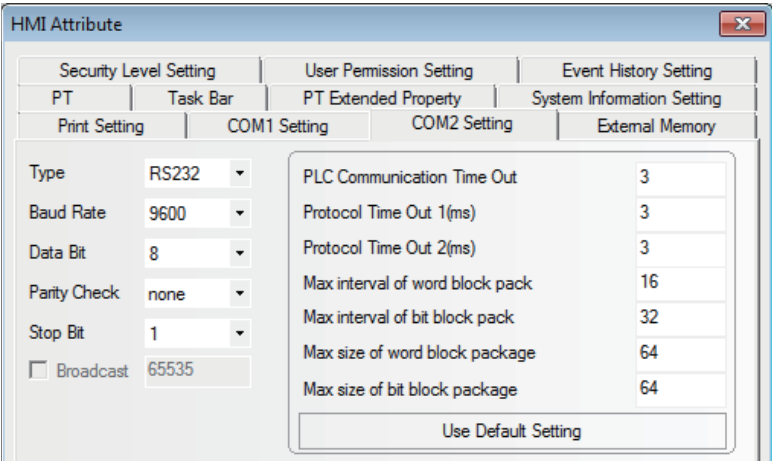 HMI Attribute
Security Level Setting User Permission Setting Event History Setting
PT Task Bar PT Extended Property System Information Setting
Print Setting COM1 Setting COM2 Setting External Memory
Type RS232
Baud Rate 9600
Data Bit 8
Parity Check none
Stop Bit 1
Broadcast 65535
PLC Communication Time Out 3
Protocol Time Out 1(ms) 3
Protocol Time Out 2(ms) 3
Max interval of word block pack 16
Max interval of bit block pack 32
Max size of word block package 64
Max size of bit block package 64
Use Default Setting